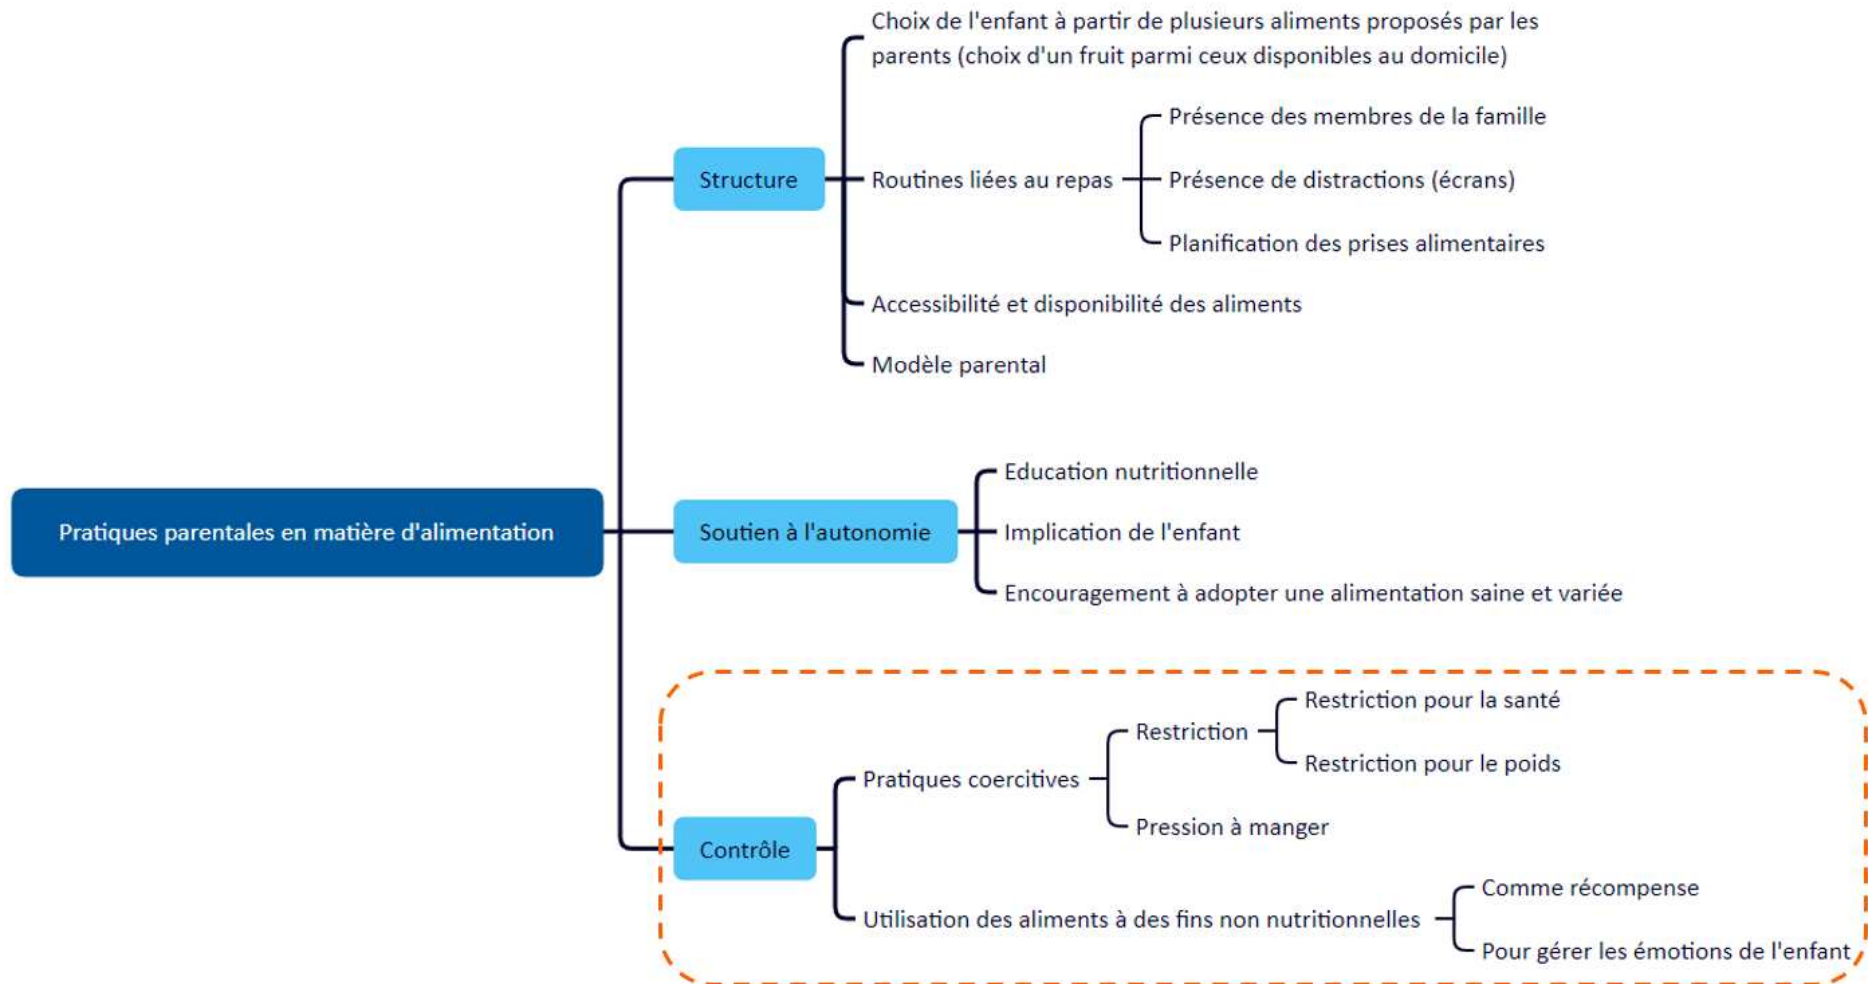 Choix de l'enfant à partir de plusieurs aliments proposés par les
parents (choix d'un fruit parmi ceux disponibles au domicile)
Présence des membres de la famille
Structure
Routines liées au repas
Présence de distractions (écrans)
Planification des prises alimentaires
Accessibilité et disponibilité des aliments
Modèle parental
Education nutritionnelle
Pratiques parentales en matière d'alimentation
Soutien à l'autonomie
Implication de l'enfant
Encouragement à adopter une alimentation saine et variée
Restriction pour la santé
Restriction
Restriction pour le poids
Pratiques coercitives
Pression à manger
Contrôle
Comme récompense
Utilisation des aliments à des fins non nutritionnelles
Pour gérer les émotions de l'enfant